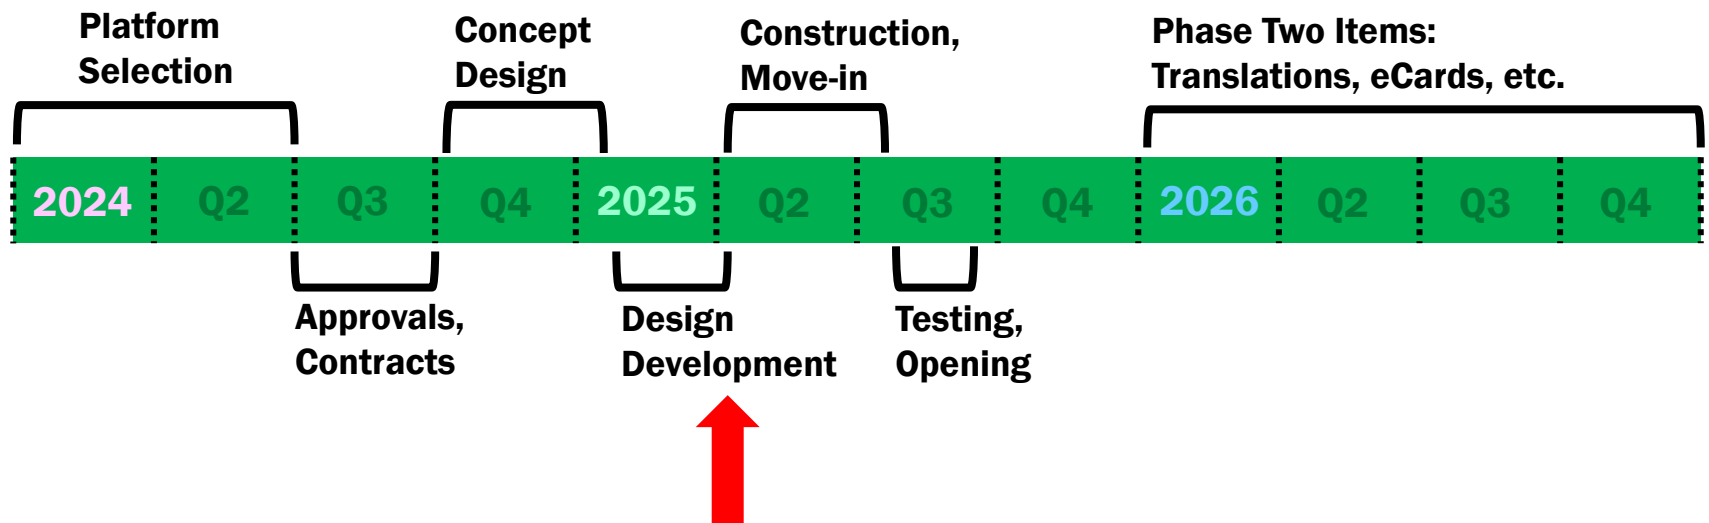 Platform
Selection
Concept
Design
Construction,
Move-in
Phase Two Items:
Translations, eCards, etc.
2024 Q2 Q3 Q4 2025 Q2 Q3 Q4 2026 Q2 Q3 Q4
Approvals,
Contracts
Design
Development
Testing,
Opening